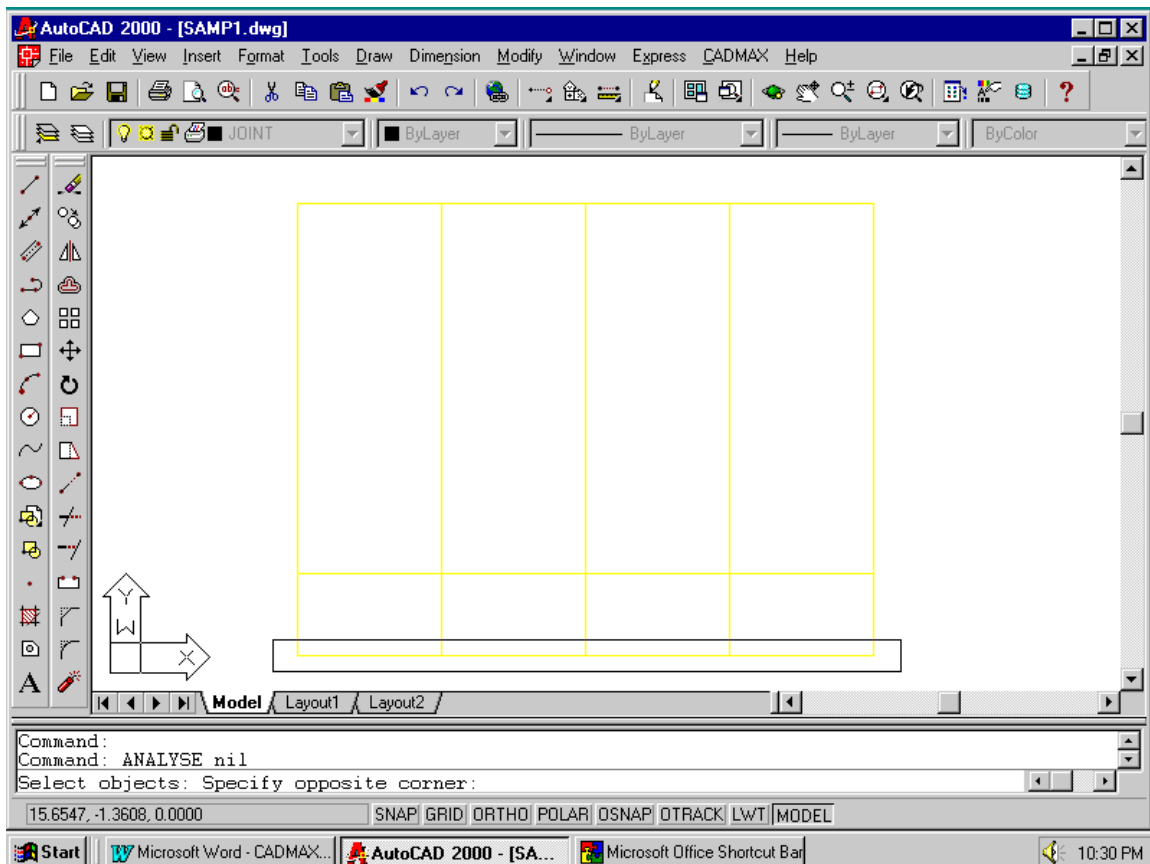 AutoCAD 2000 - [SAMP1.dwg]
File Edit View Insert Format Tools Draw Dimension Modify Window Express CADMAX Help
abc
JOINT ByLayer ByLayer ByLayer ByColor
Y
W
X
A
Model Layout1 Layout2
Command:
Command: ANALYSE nil
Select objects: Specify opposite corner:
15.6547, -1.3608, 0.0000 SNAP GRID ORTHO POLAR OSNAP OTRACK LWT MODEL
Start Microsoft Word - CADMAX... AutoCAD 2000 - [SA... Microsoft Office Shortcut Bar 10:30 PM